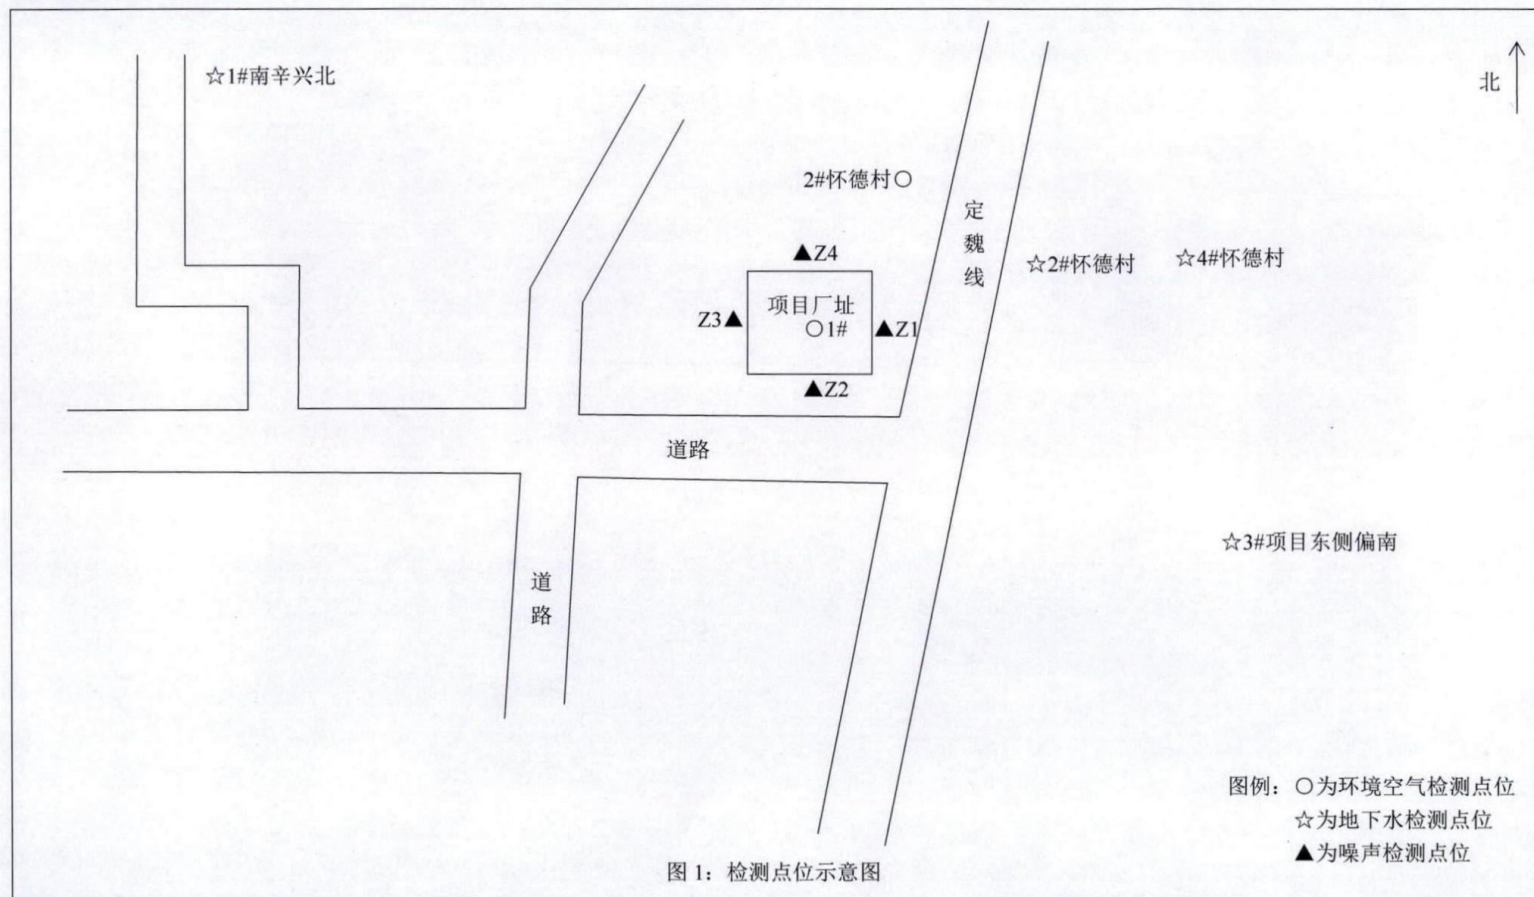 ☆1#南辛兴北
北
2#怀德村○
定魏线
▲Z4
☆2#怀德村
☆4#怀德村
项目厂址
Z3▲
○1#
▲Z1
▲Z2
道路
☆3#项目东侧偏南
道路
图例：○为环境空气检测点位
☆为地下水检测点位
▲为噪声检测点位
图 1：检测点位示意图